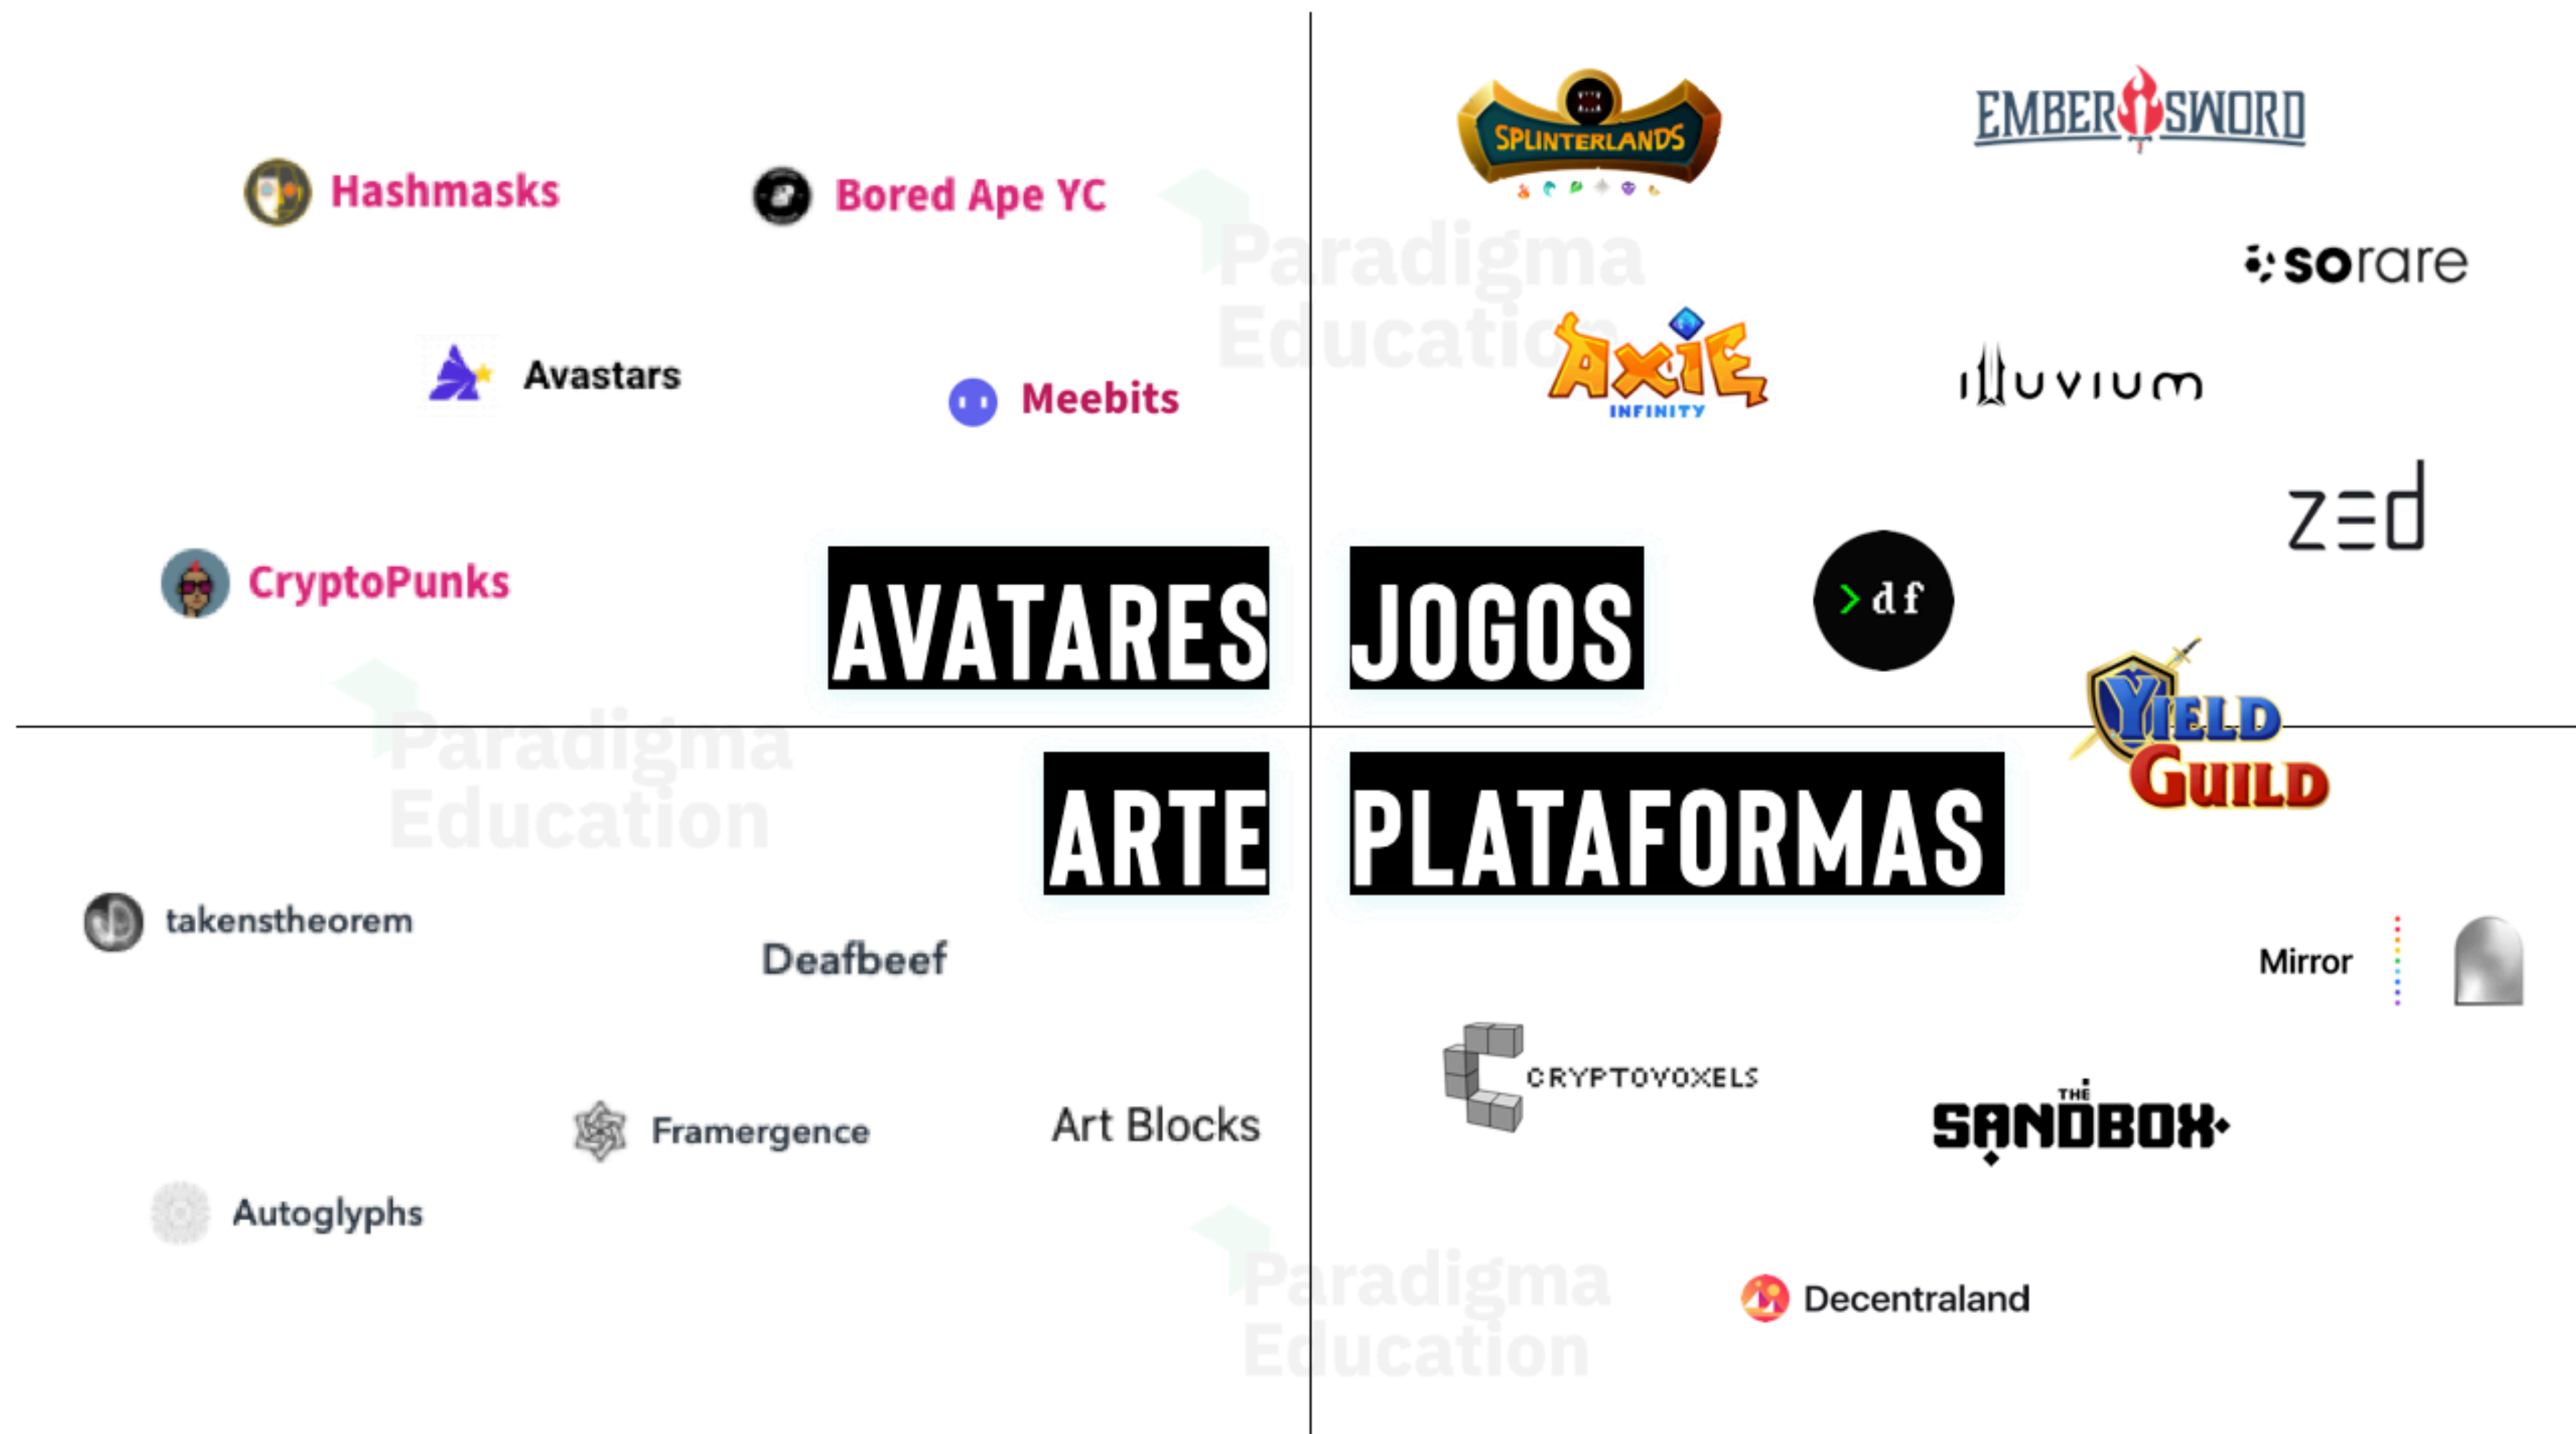 Hashmasks
Bored Ape YC
Avastars
Meebits
CryptoPunks
AVATARES
SPLINTERLANDS
EMBER SWORD
sorare
AXIE
INFINITY
illuvium
zed
>df
JOGOS
YIELD
GUILD
ARTE
takenstheorem
Deafbeef
Framergence
Art Blocks
Autoglyphs
PLATAFORMAS
Mirror
CRYPTOVOXELS
THE
SANDBOX
Decentraland
Paradigma
Education
Paradigma
Education
Paradigma
Education